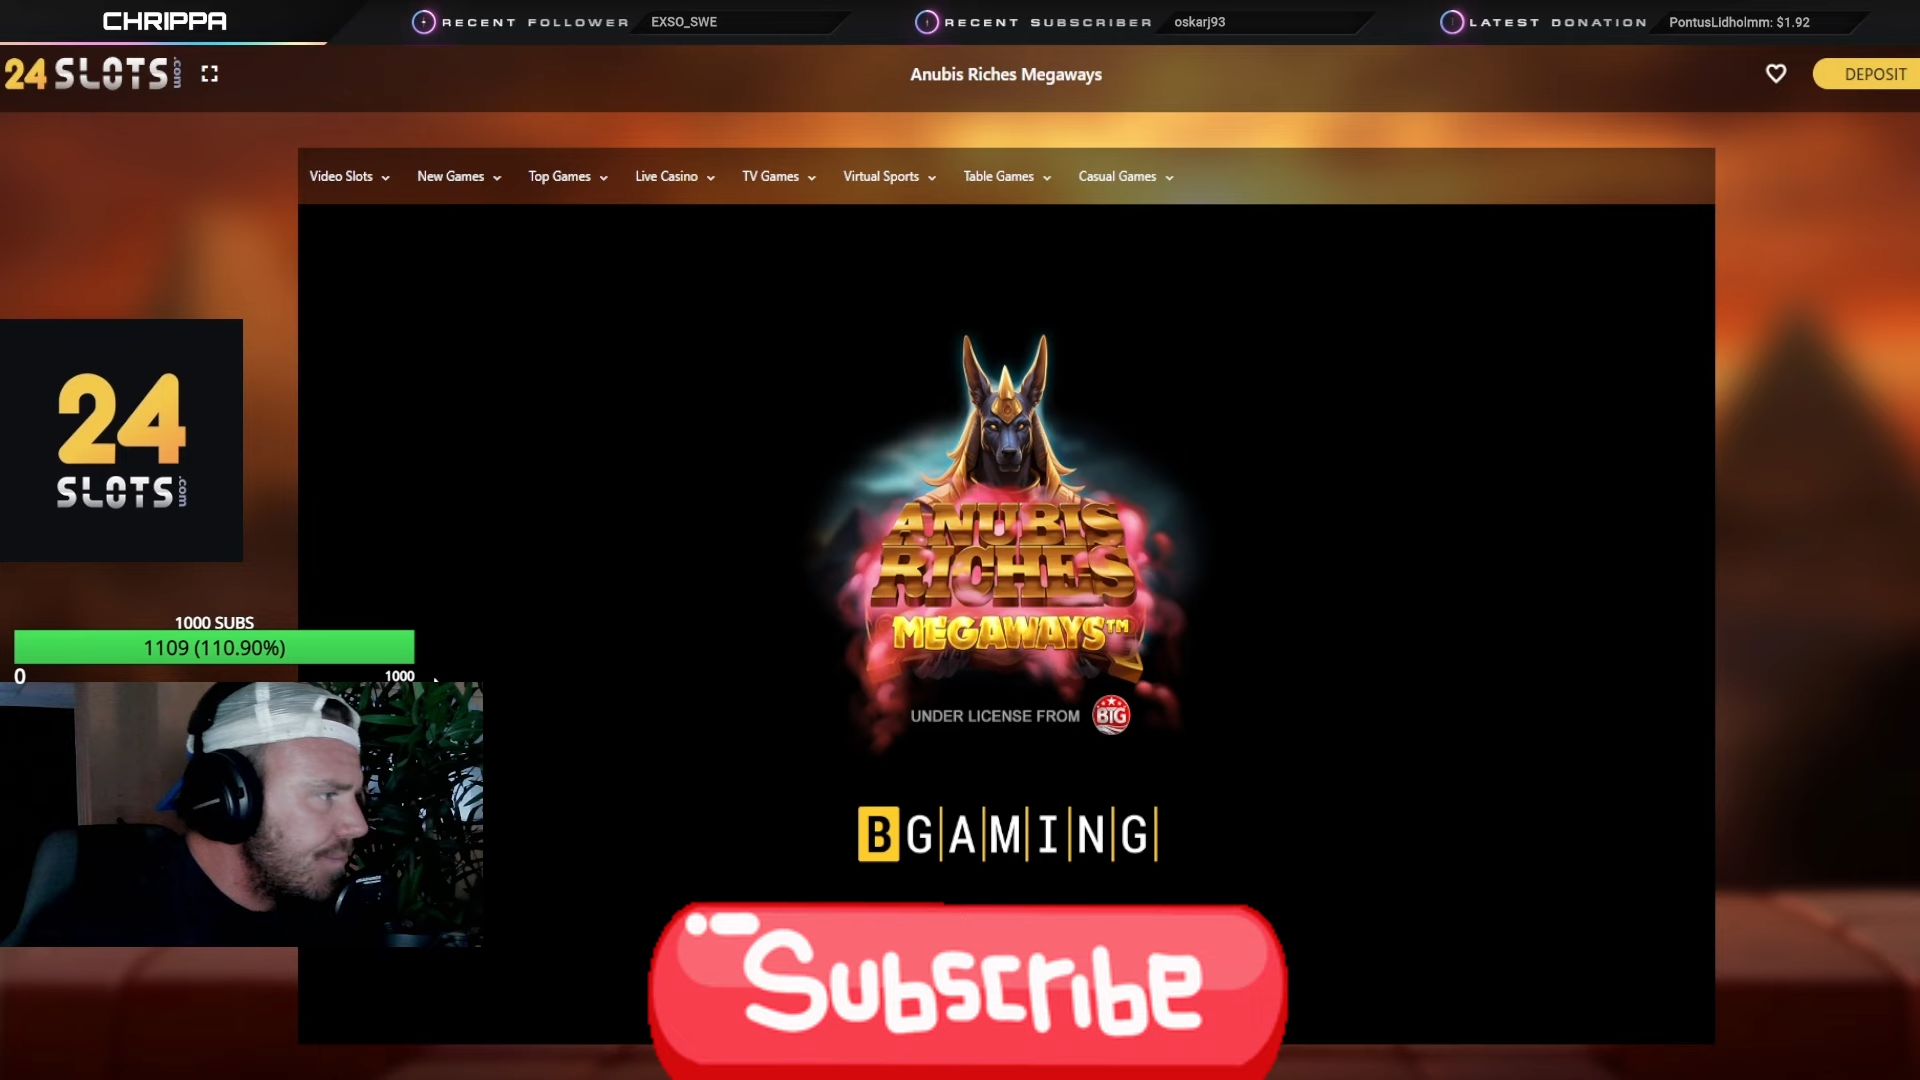 CHRIPPA
RECENT FOLLOWER EXSO_SWE
RECENT SUBSCRIBER oskarj93
LATEST DONATION PontusLidholmm: $1.92
24 SLOTS .com
Anubis Riches Megaways
DEPOSIT
Video Slots
New Games
Top Games
Live Casino
TV Games
Virtual Sports
Table Games
Casual Games
24
SLOTS .com
ANUBIS
RICHES
MEGAWAYS™
UNDER LICENSE FROM BTG
BGAMING
1000 SUBS
1109 (110.90%)
0 1000
Subscribe